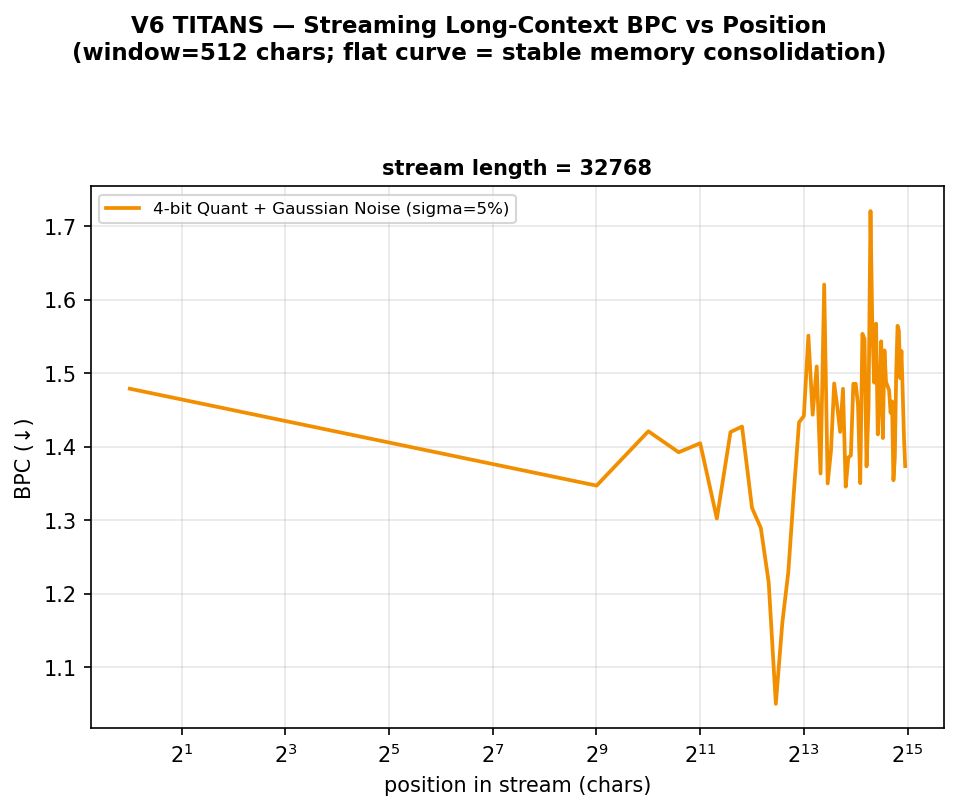 V6 TITANS — Streaming Long-Context BPC vs Position
(window=512 chars; flat curve = stable memory consolidation)
stream length = 32768
4-bit Quant + Gaussian Noise (sigma=5%)
BPC (↓)
1.7
1.6
1.5
1.4
1.3
1.2
1.1
2¹ 2³ 2⁵ 2⁷ 2⁹ 2¹¹ 2¹³ 2¹⁵
position in stream (chars)